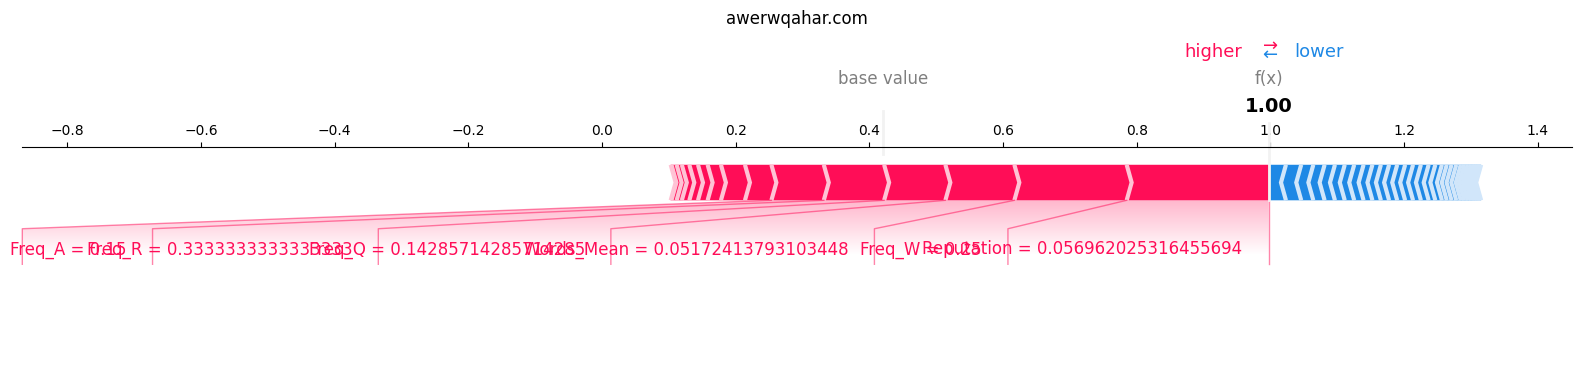 awerwqahar.com
higher ⇄ lower
base value f(x)
1.00
−0.8 −0.6 −0.4 −0.2 0.0 0.2 0.4 0.6 0.8 1.0 1.2 1.4
Freq_A = 0.15 Freq_R = 0.3333333333333333 Freq_Q = 0.14285714285714285 Words_Mean = 0.05172413793103448 Freq_W = 0.25 Reputation = 0.056962025316455694